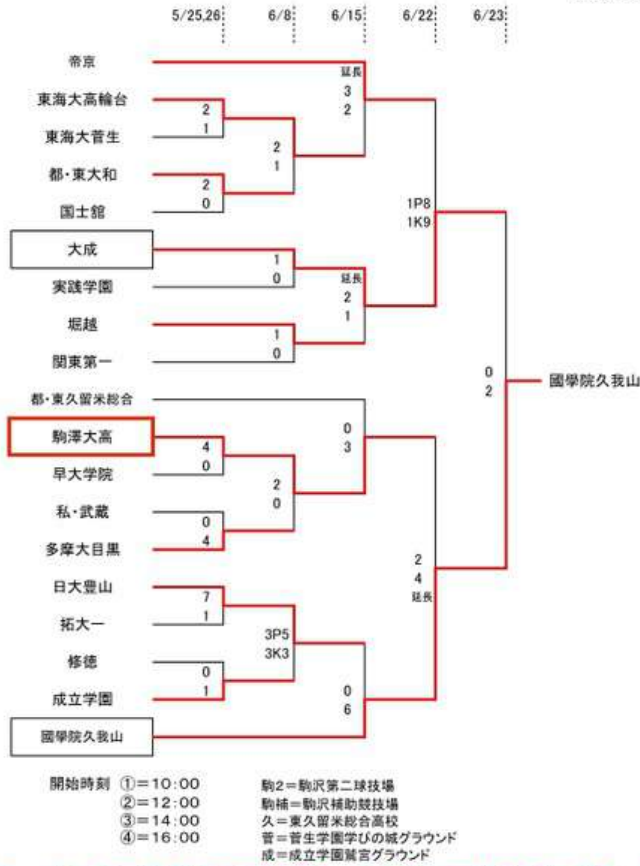 5/25,26 6/8 6/15 6/22 6/23
帝京
延長
東海大高輪台
3
2
2
1
東海大菅生
2
1
都・東大和
2
0
国士舘
1P8
1K9
大成
1
0
延長
実践学園
2
1
堀越
1
0
関東第一
0
2
國學院久我山
都・東久留米総合
0
3
駒澤大高
4
0
早大学院
2
0
私・武蔵
0
4
多摩大目黒
2
4
延長
日大豊山
7
1
拓大一
3P5
3K3
修徳
0
1
成立学園
0
6
國學院久我山
開始時刻 ①=10:00 駒2=駒沢第二球技場
②=12:00 駒補=駒沢補助競技場
③=14:00 久=東久留米総合高校
④=16:00 菅=菅生学園学びの城グラウンド
成=成立学園鷲宮グラウンド